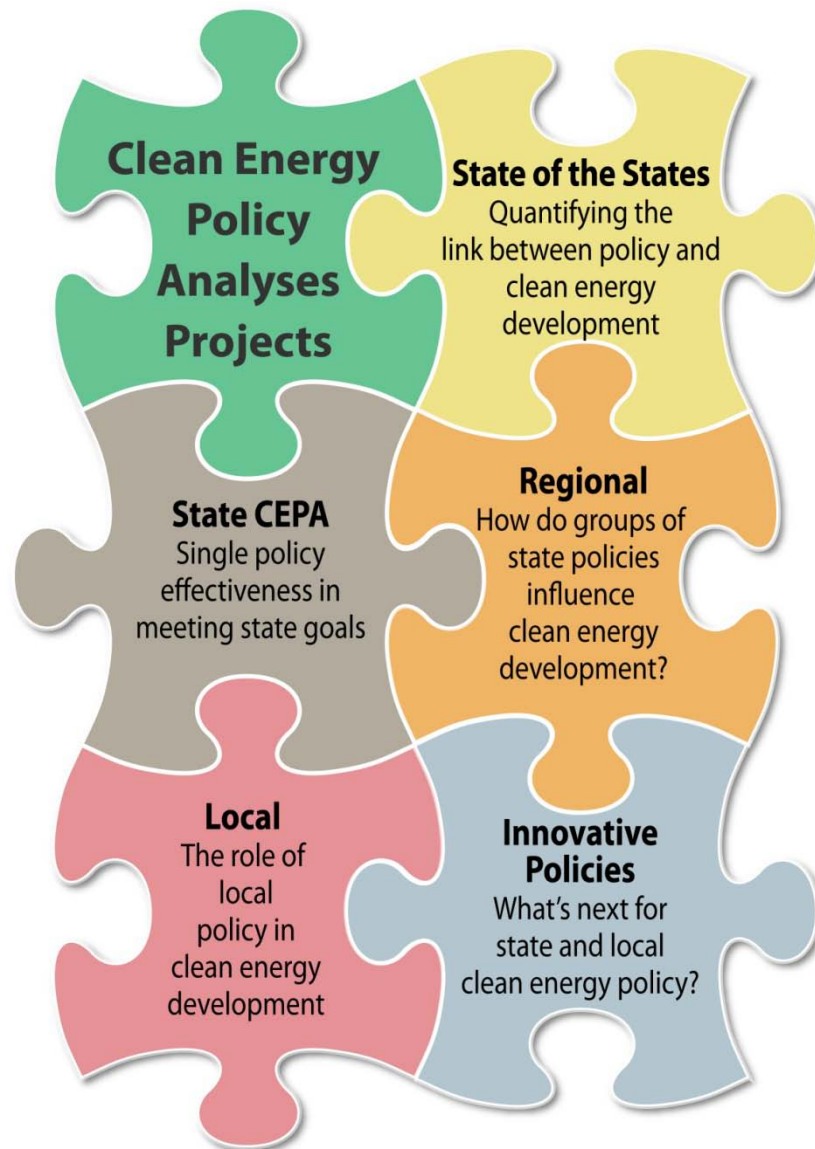 Clean Energy
Policy
Analyses
Projects
State of the States
Quantifying the
link between policy and
clean energy
development
State CEPA
Single policy
effectiveness in
meeting state goals
Regional
How do groups of
state policies
influence
clean energy
development?
Local
The role of
local
policy in
clean energy
development
Innovative
Policies
What's next for
state and local
clean energy policy?